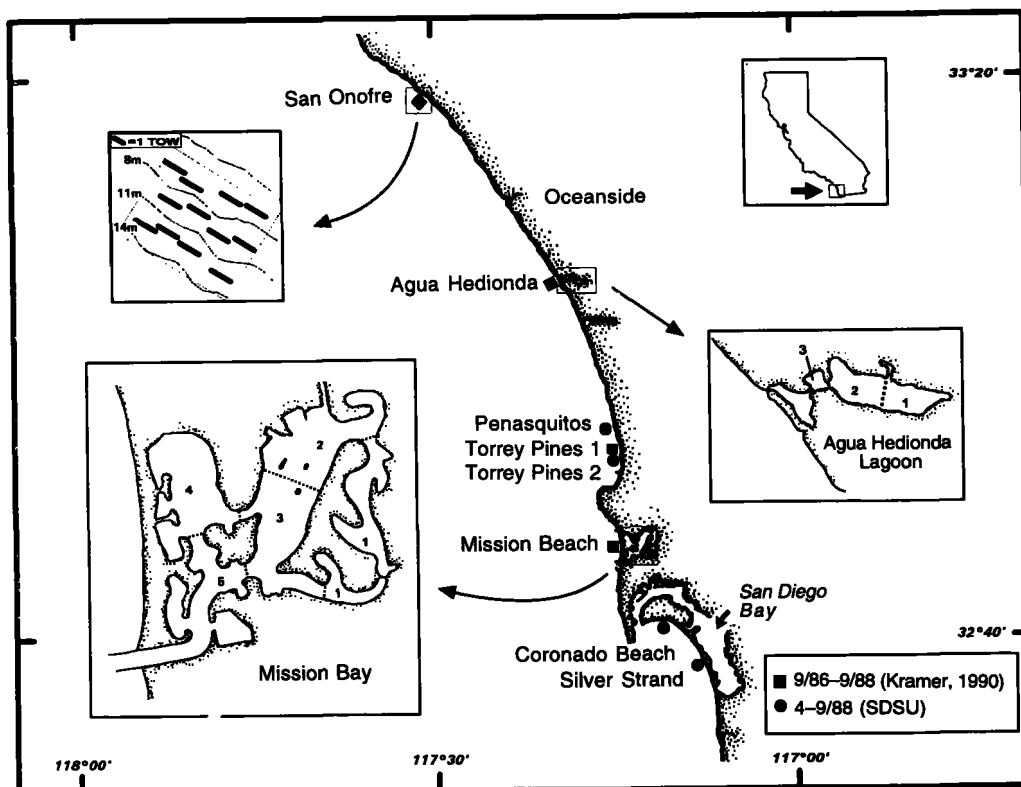 33°20'
San Onofre
=1 TOW
8m
11m
14m
Oceanside
Agua Hedionda
3
2
1
Agua Hedionda
Lagoon
Penasquitos
Torrey Pines 1
Torrey Pines 2
2
4
3
1
5
1
Mission Bay
Mission Beach
San Diego
Bay
32°40'
Coronado Beach
Silver Strand
9/86–9/88 (Kramer, 1990)
4–9/88 (SDSU)
118°00'
117°30'
117°00'